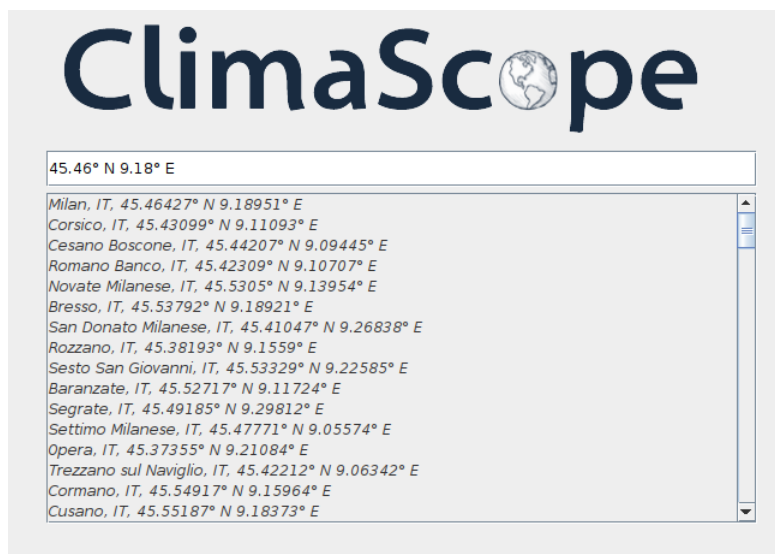 ClimaScope
45.46° N 9.18° E
Milan, IT, 45.46427° N 9.18951° E
Corsico, IT, 45.43099° N 9.11093° E
Cesano Boscone, IT, 45.44207° N 9.09445° E
Romano Banco, IT, 45.42309° N 9.10707° E
Novate Milanese, IT, 45.5305° N 9.13954° E
Bresso, IT, 45.53792° N 9.18921° E
San Donato Milanese, IT, 45.41047° N 9.26838° E
Rozzano, IT, 45.38193° N 9.1559° E
Sesto San Giovanni, IT, 45.53329° N 9.22585° E
Baranzate, IT, 45.52717° N 9.11724° E
Segrate, IT, 45.49185° N 9.29812° E
Settimo Milanese, IT, 45.47771° N 9.05574° E
Opera, IT, 45.37355° N 9.21084° E
Trezzano sul Naviglio, IT, 45.42212° N 9.06342° E
Cormano, IT, 45.54917° N 9.15964° E
Cusano, IT, 45.55187° N 9.18373° E